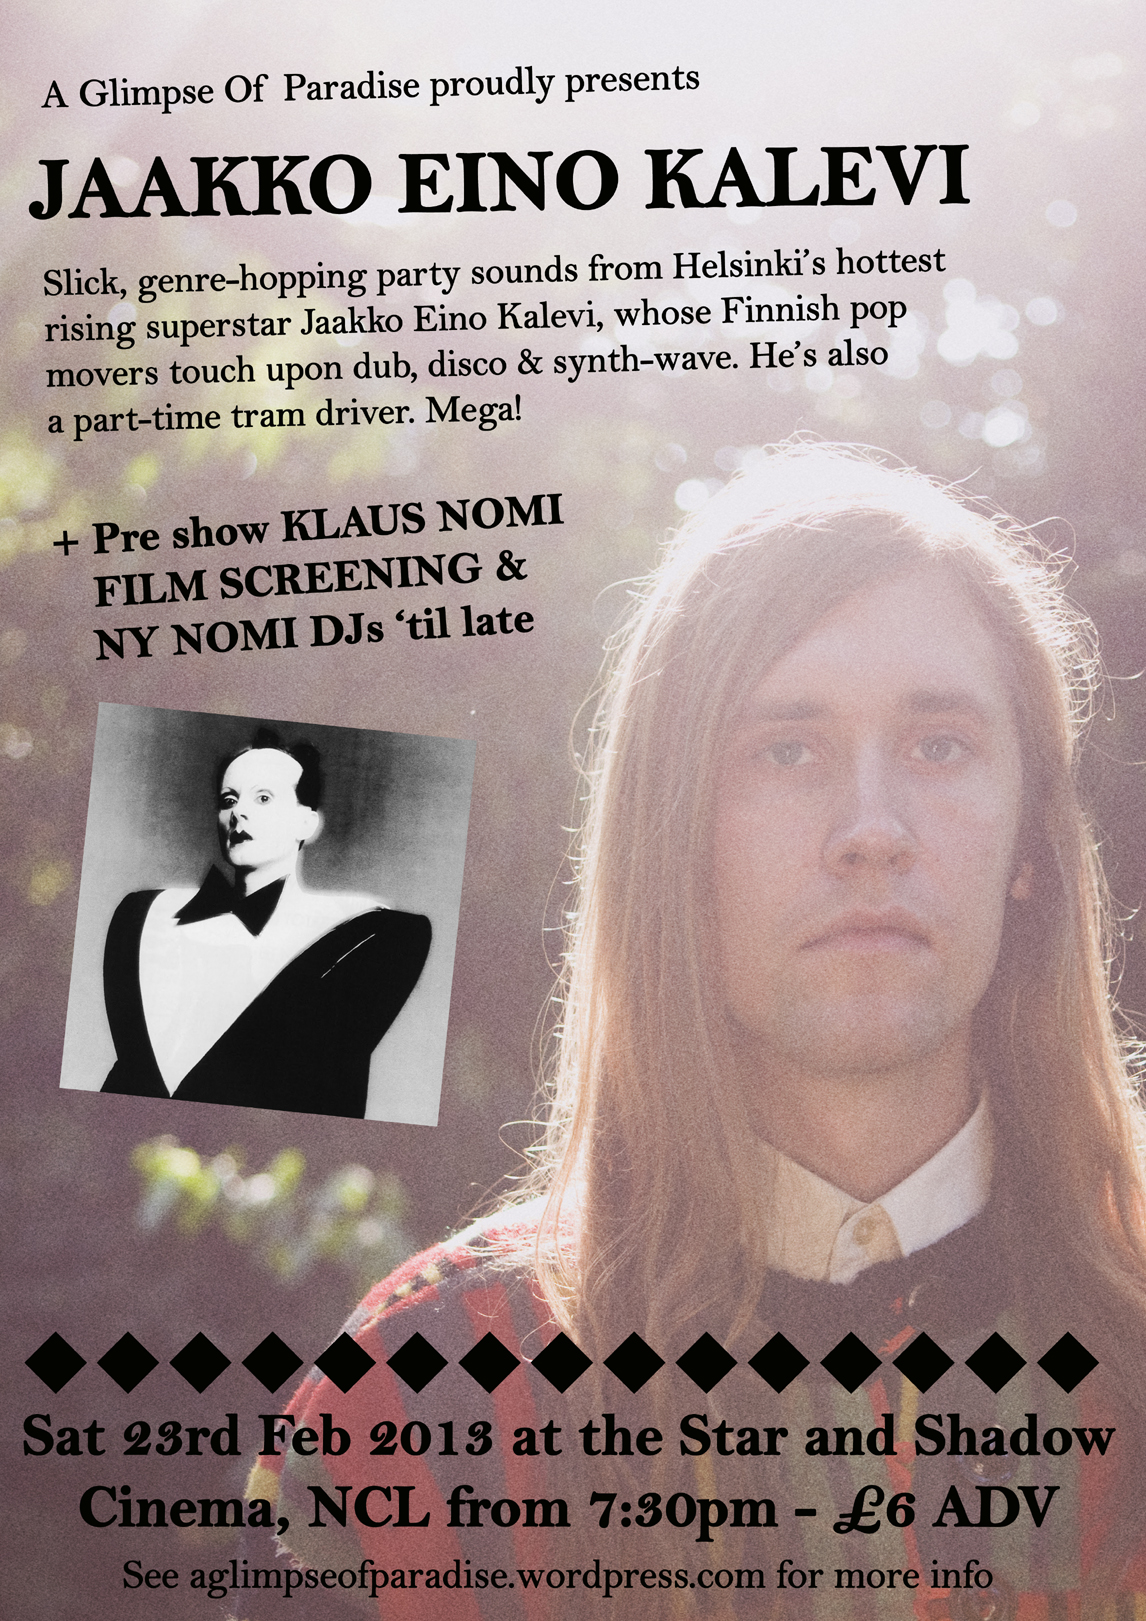 A Glimpse Of Paradise proudly presents
JAAKKO EINO KALEVI
Slick, genre-hopping party sounds from Helsinki's hottest
rising superstar Jaakko Eino Kalevi, whose Finnish pop
movers touch upon dub, disco & synth-wave. He's also
a part-time tram driver. Mega!
+ Pre show KLAUS NOMI
FILM SCREENING &
NY NOMI DJs ‘til late
Sat 23rd Feb 2013 at the Star and Shadow
Cinema, NCL from 7:30pm - £6 ADV
See aglimpseofparadise.wordpress.com for more info